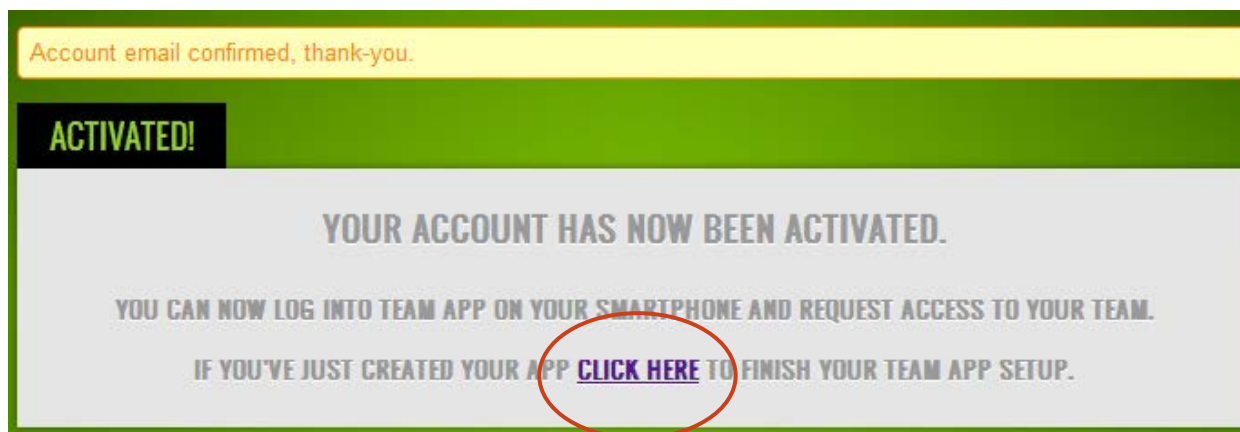 Account email confirmed, thank-you.
ACTIVATED!
YOUR ACCOUNT HAS NOW BEEN ACTIVATED.
YOU CAN NOW LOG INTO TEAM APP ON YOUR SMARTPHONE AND REQUEST ACCESS TO YOUR TEAM.
IF YOU'VE JUST CREATED YOUR APP CLICK HERE TO FINISH YOUR TEAM APP SETUP.